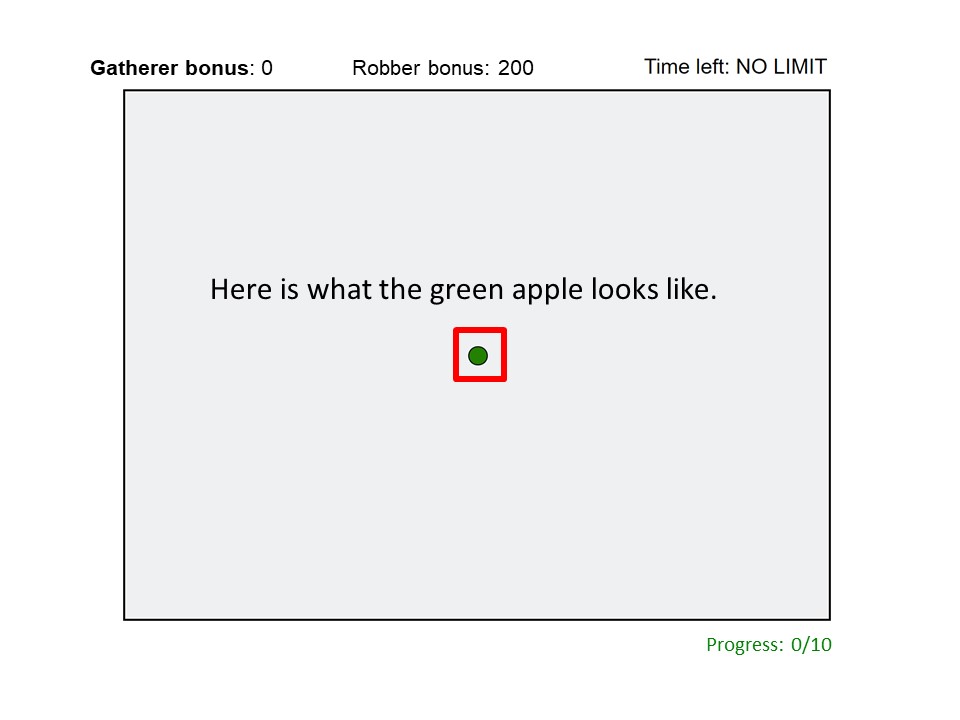 Gatherer bonus: 0 Robber bonus: 200 Time left: NO LIMIT
Here is what the green apple looks like.
Progress: 0/10